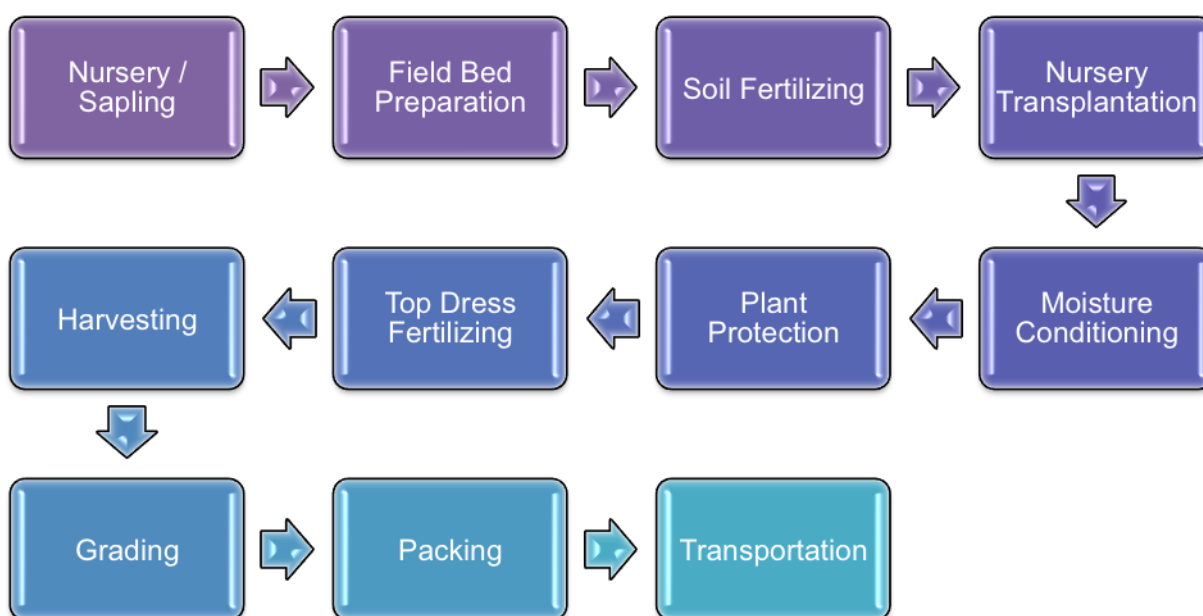 Nursery /
Sapling
Field Bed
Preparation
Soil Fertilizing
Nursery
Transplantation
Moisture
Conditioning
Plant
Protection
Top Dress
Fertilizing
Harvesting
Grading
Packing
Transportation